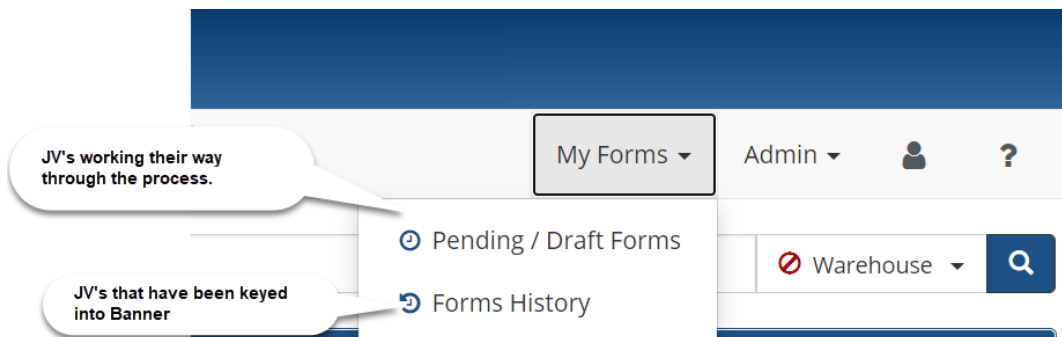 My Forms
Admin
?
JV's working their way
through the process.
Pending / Draft Forms
Warehouse
JV's that have been keyed
into Banner
Forms History